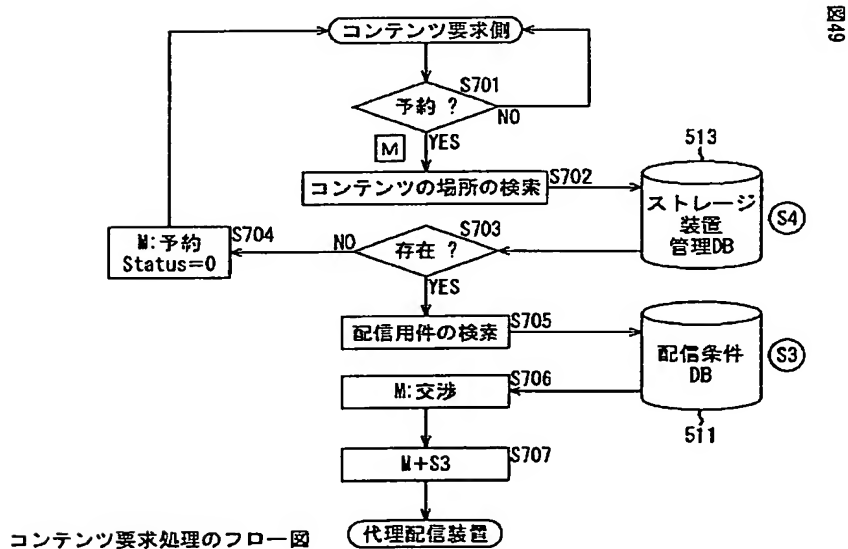 図49
コンテンツ要求側
S701
予約 ?
NO
YES
M
コンテンツの場所の検索
S702
513
ストレージ
装置
管理DB
S4
S703
存在 ?
NO
YES
S704
M:予約
Status=0
配信用件の検索
S705
配信条件
DB
S3
511
M:交渉
S706
M+S3
S707
代理配信装置
コンテンツ要求処理のフロー図